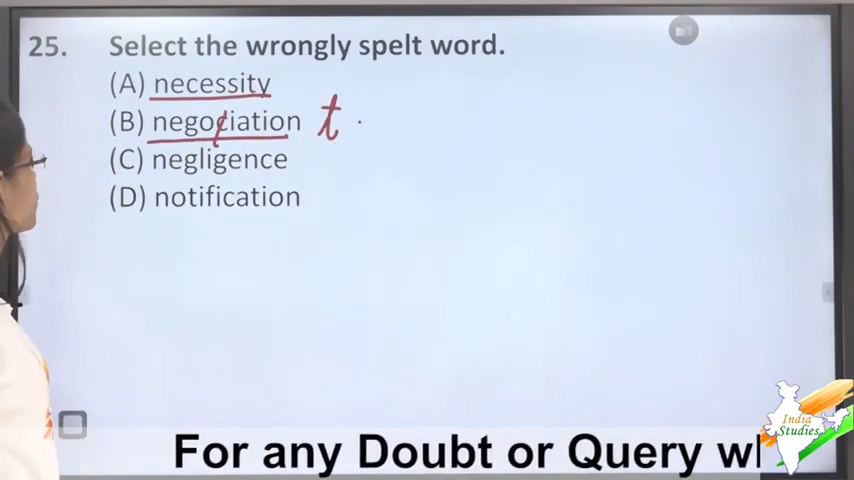 25. Select the wrongly spelt word.
(A) necessity
(B) negociation t
(C) negligence
(D) notification
India
Studies
For any Doubt or Query wl